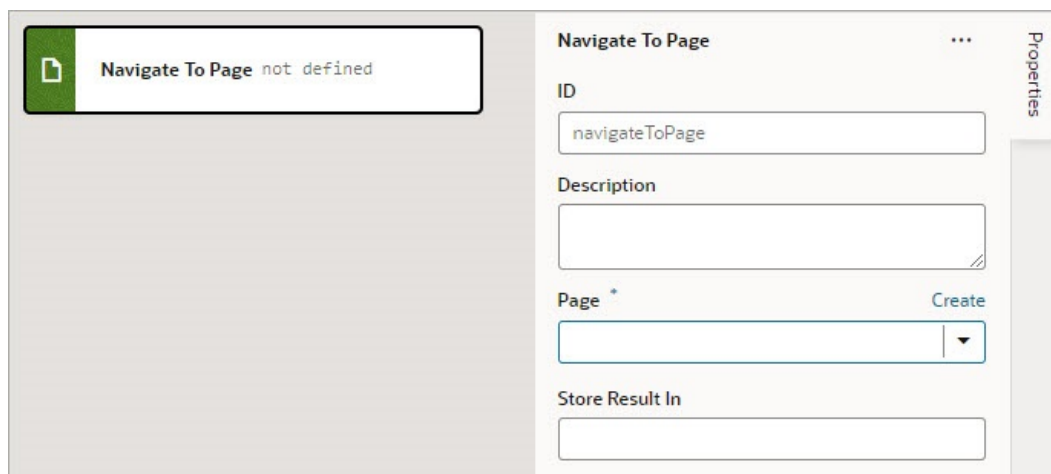 Navigate To Page not defined
Navigate To Page
ID
navigateToPage
Description
Page *
Create
Store Result In
Properties